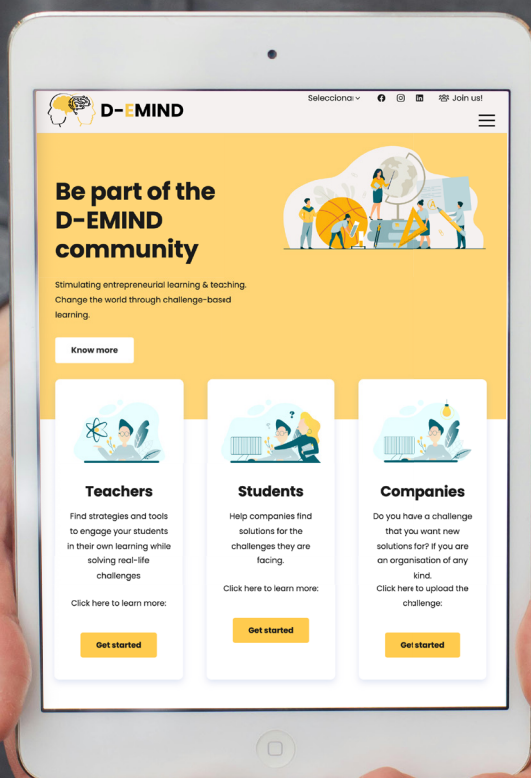 D-EMIND
Selecciona
Join us!
Be part of the
D-EMIND
community
Stimulating entrepreneurial learning & teaching.
Change the world through challenge-based
learning.
Know more
Teachers
Find strategies and tools
to engage your students
in their own learning while
solving real-life
challenges
Click here to learn more:
Get started
Students
Help companies find
solutions for the
challenges they are
facing.
Click here to learn more:
Get started
Companies
Do you have a challenge
that you want new
solutions for? If you are
an organisation of any
kind.
Click here to upload the
challenge:
Get started